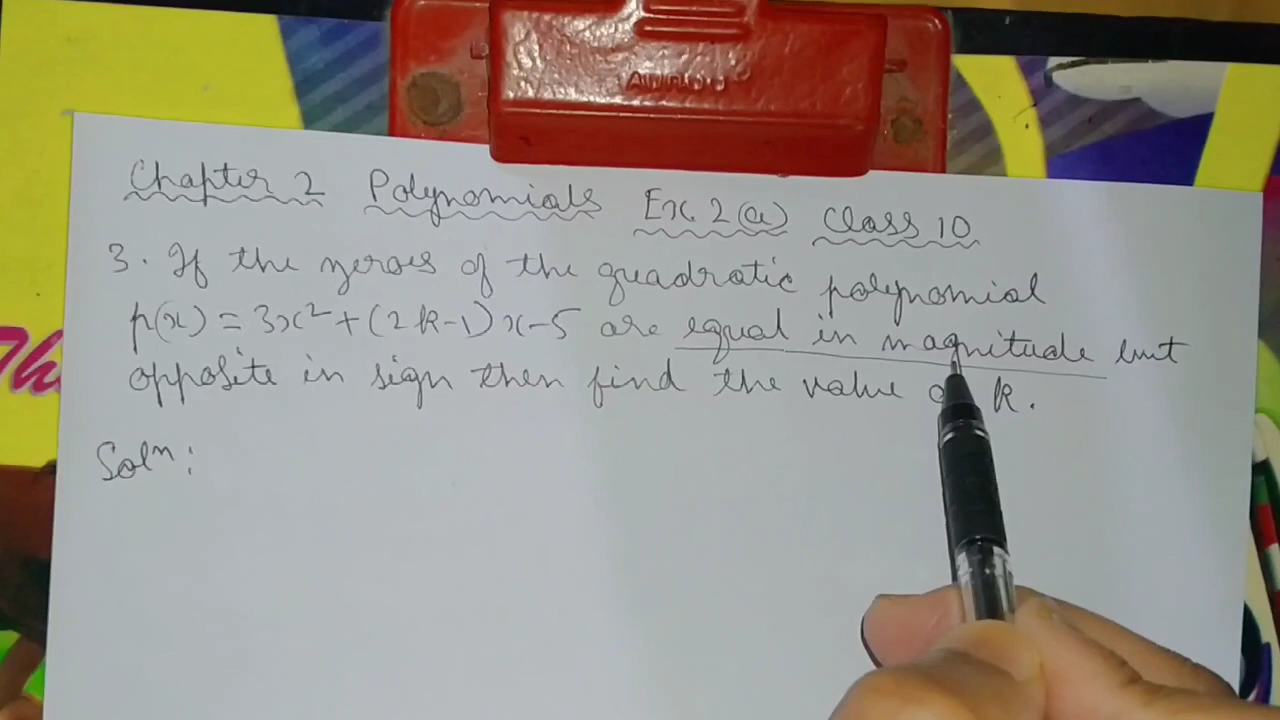 Chapter 2 Polynomials Ex. 2(a) Class 10
3. If the zeroes of the quadratic polynomial
p(x) = 3x² + (2k-1)x-5 are equal in magnitude but
opposite in sign then find the value k.
Solⁿ:
Th